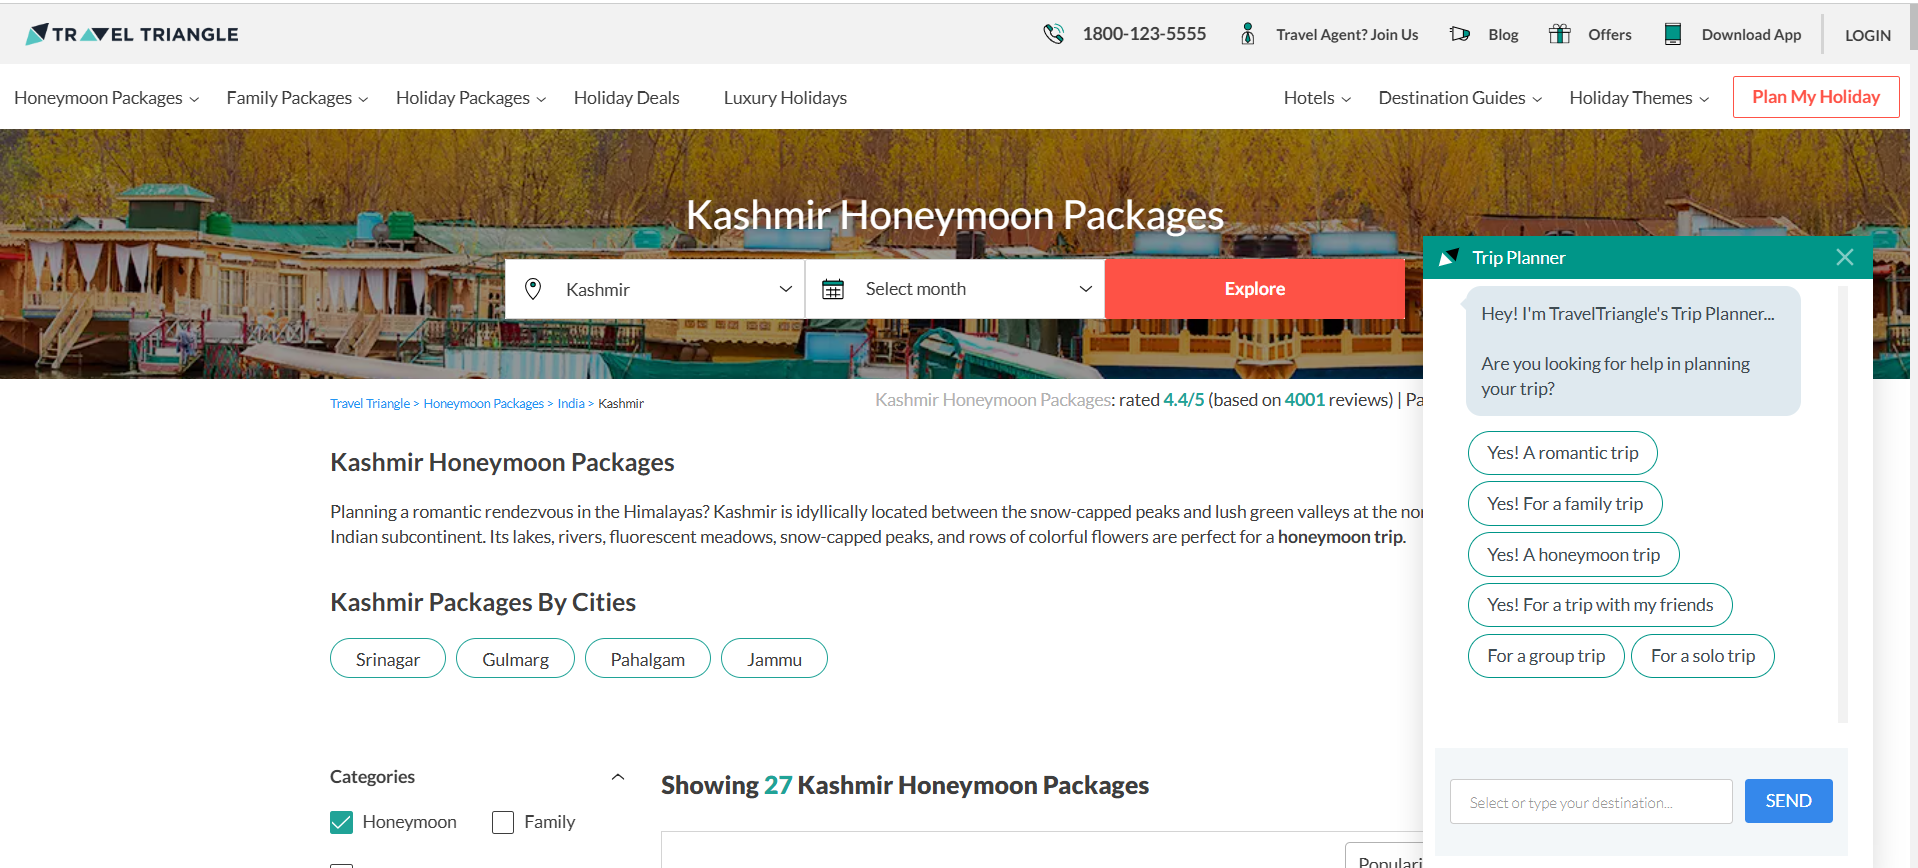 TRAVEL TRIANGLE
1800-123-5555
Travel Agent? Join Us
Blog
Offers
Download App
LOGIN
Honeymoon Packages
Family Packages
Holiday Packages
Holiday Deals
Luxury Holidays
Hotels
Destination Guides
Holiday Themes
Plan My Holiday
Kashmir Honeymoon Packages
Kashmir
Select month
Explore
Travel Triangle > Honeymoon Packages > India > Kashmir
Kashmir Honeymoon Packages: rated 4.4/5 (based on 4001 reviews) | Pa
Kashmir Honeymoon Packages
Planning a romantic rendezvous in the Himalayas? Kashmir is idyllically located between the snow-capped peaks and lush green valleys at the
Indian subcontinent. Its lakes, rivers, fluorescent meadows, snow-capped peaks, and rows of colorful flowers are perfect for a honeymoon trip.
Kashmir Packages By Cities
Srinagar
Gulmarg
Pahalgam
Jammu
Categories
Honeymoon
Family
Showing 27 Kashmir Honeymoon Packages
Populari
Trip Planner
Hey! I'm TravelTriangle's Trip Planner...
Are you looking for help in planning
your trip?
Yes! A romantic trip
Yes! For a family trip
Yes! A honeymoon trip
Yes! For a trip with my friends
For a group trip
For a solo trip
Select or type your destination...
SEND